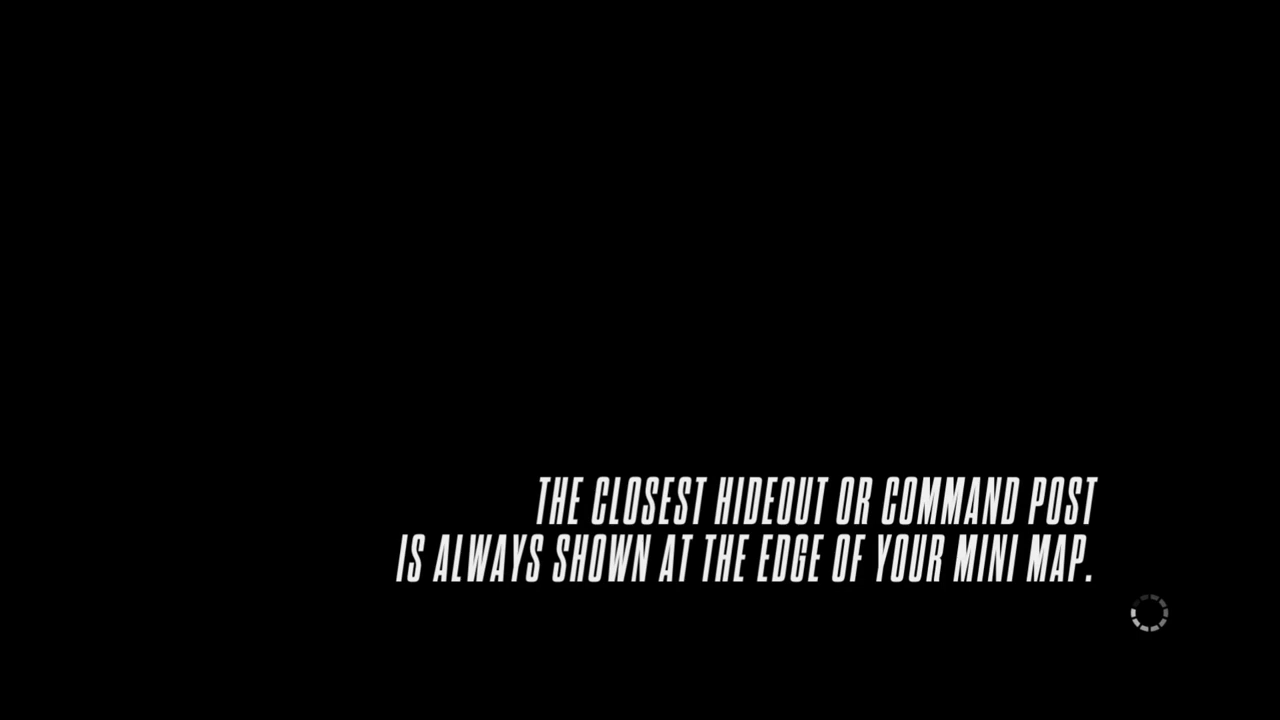 THE CLOSEST HIDEOUT OR COMMAND POST
IS ALWAYS SHOWN AT THE EDGE OF YOUR MINI MAP.